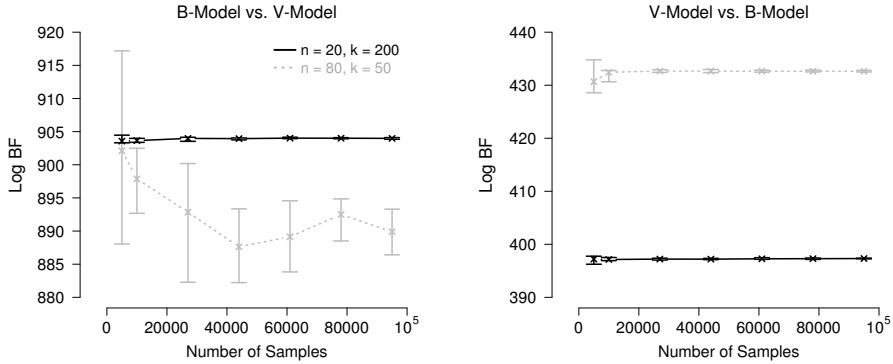 B-Model vs. V-Model
920
915
910
905
900
895
890
885
880
Log BF
n = 20, k = 200
n = 80, k = 50
0 20000 40000 60000 80000 10^5
Number of Samples
V-Model vs. B-Model
440
430
420
410
400
390
Log BF
0 20000 40000 60000 80000 10^5
Number of Samples